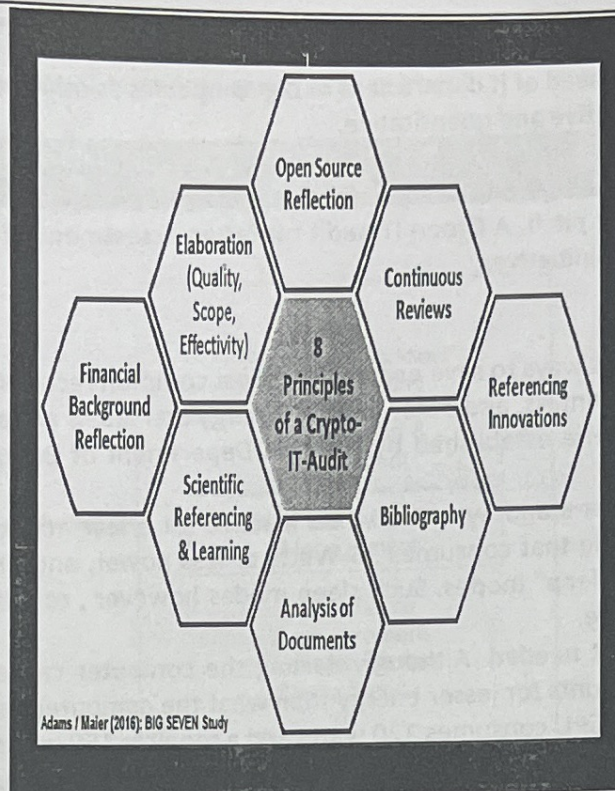 Open Source
Reflection
Elaboration
(Quality,
Scope,
Effectivity)
Continuous
Reviews
Financial
Background
Reflection
8
Principles
of a Crypto-
IT-Audit
Referencing
Innovations
Scientific
Referencing
& Learning
Bibliography
Analysis of
Documents
Adams / Maier (2016): BIG SEVEN Study